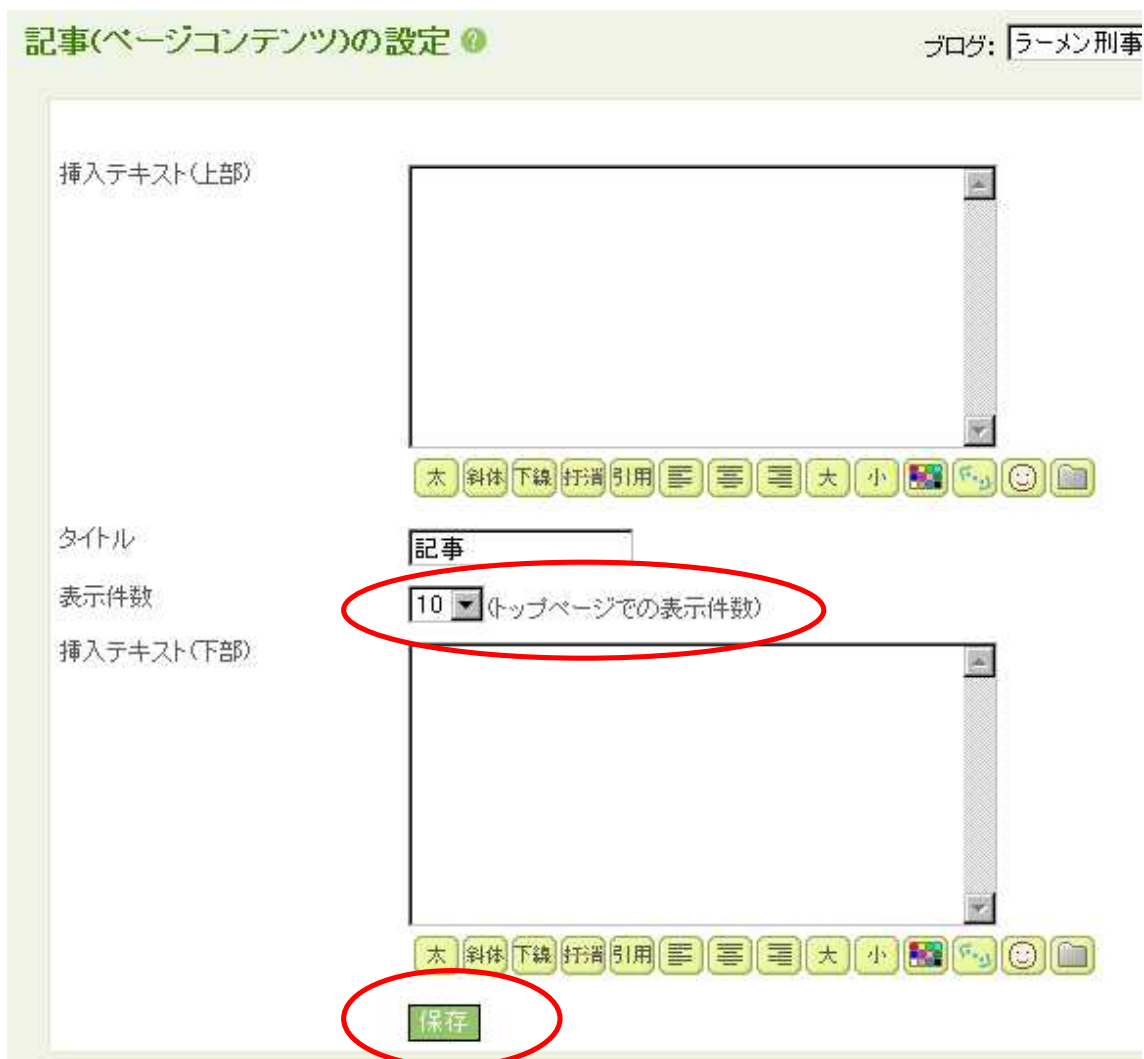 記事(ページコンテンツ)の設定 ?
ブログ: ラーメン刑事
挿入テキスト(上部)
太 斜体 下線 打消 引用 大 小
タイトル
記事
表示件数
10 (トップページでの表示件数)
挿入テキスト(下部)
太 斜体 下線 打消 引用 大 小
保存